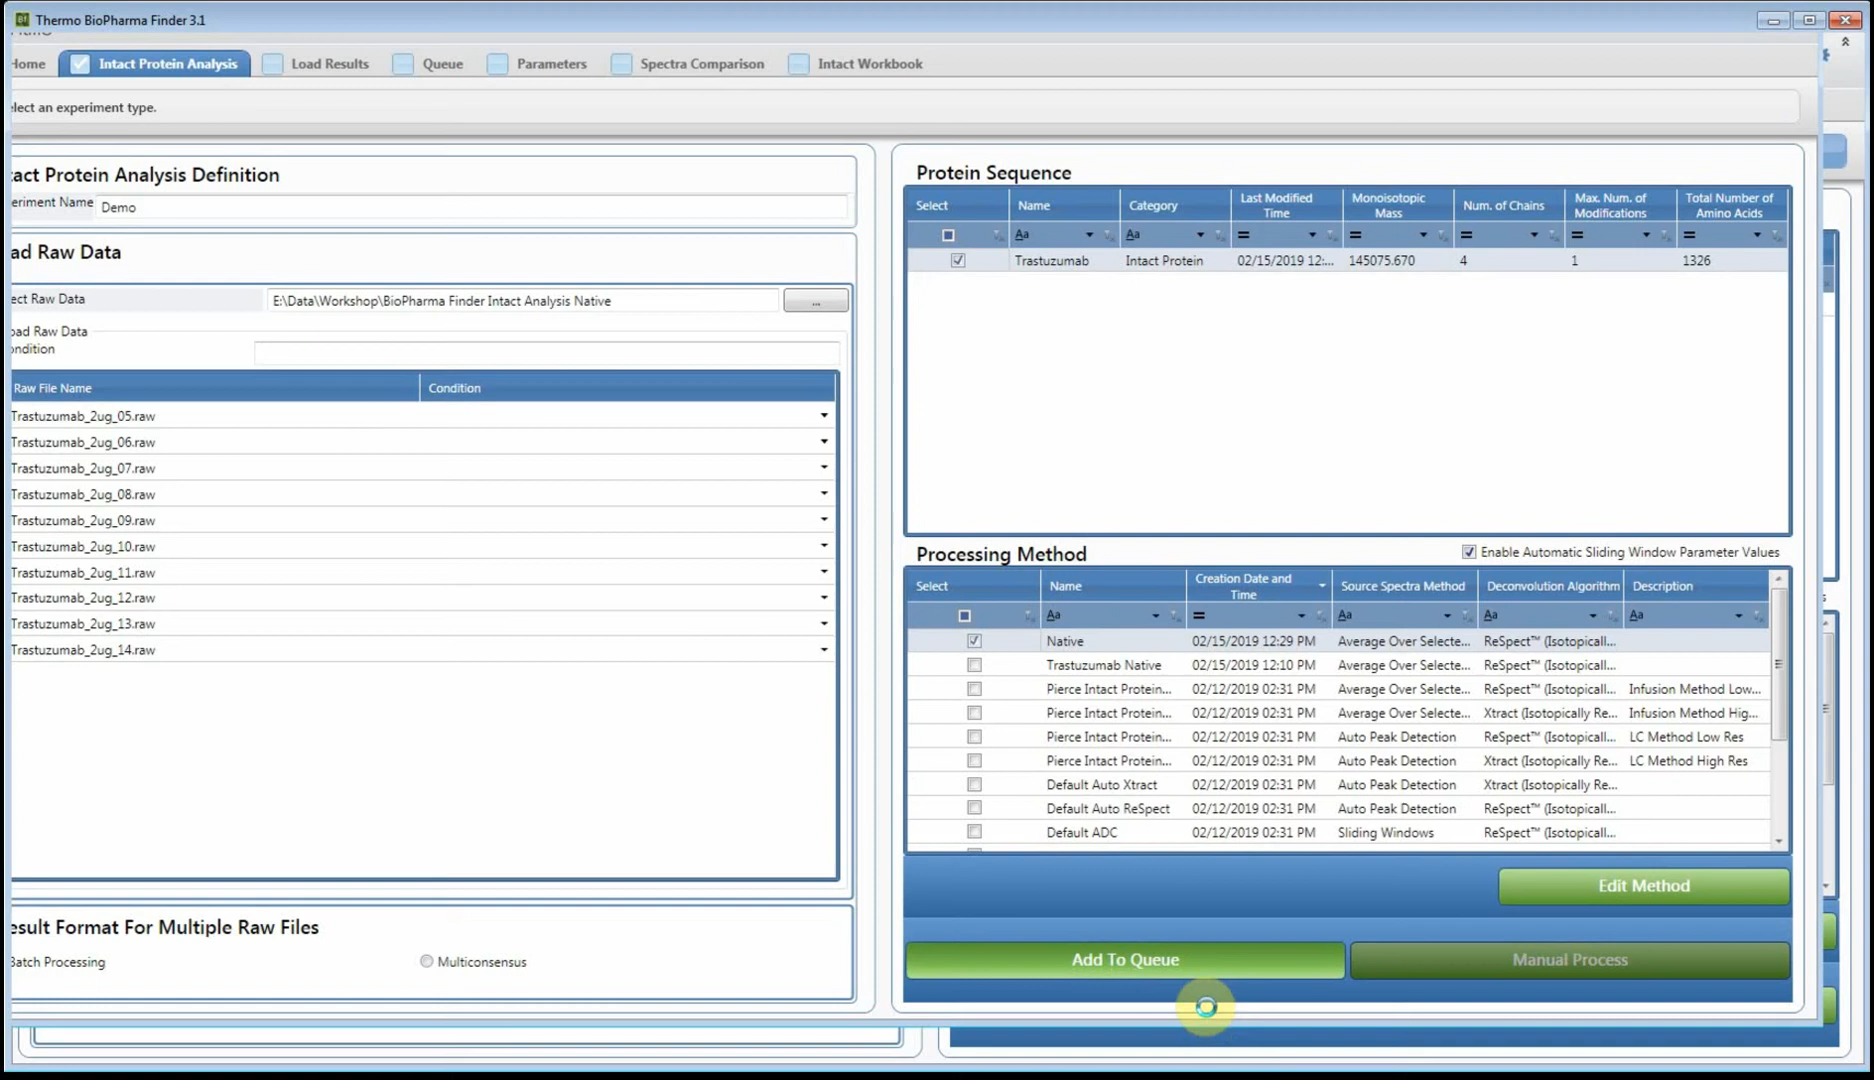 Thermo BioPharma Finder 3.1
Home
Intact Protein Analysis
Load Results
Queue
Parameters
Spectra Comparison
Intact Workbook
lect an experiment type.
tact Protein Analysis Definition
eriment Name
Demo
ad Raw Data
ect Raw Data
E:\Data\Workshop\BioPharma Finder Intact Analysis Native
...
oad Raw Data
ndition
Raw File Name
Condition
Trastuzumab_2ug_05.raw
Trastuzumab_2ug_06.raw
Trastuzumab_2ug_07.raw
Trastuzumab_2ug_08.raw
Trastuzumab_2ug_09.raw
Trastuzumab_2ug_10.raw
Trastuzumab_2ug_11.raw
Trastuzumab_2ug_12.raw
Trastuzumab_2ug_13.raw
Trastuzumab_2ug_14.raw
esult Format For Multiple Raw Files
Batch Processing
Multiconsensus
Protein Sequence
Select Name Category Last Modified Time Monoisotopic Mass Num. of Chains Max. Num. of Modifications Total Number of Amino Acids
Aa Aa = = = = =
Trastuzumab Intact Protein 02/15/2019 12:... 145075.670 4 1 1326
Processing Method
Enable Automatic Sliding Window Parameter Values
Select Name Creation Date and Time Source Spectra Method Deconvolution Algorithm Description
Aa = Aa Aa Aa
Native 02/15/2019 12:29 PM Average Over Selecte... ReSpect™ (Isotopicall...
Trastuzumab Native 02/15/2019 12:10 PM Average Over Selecte... ReSpect™ (Isotopicall...
Pierce Intact Protein... 02/12/2019 02:31 PM Average Over Selecte... ReSpect™ (Isotopicall... Infusion Method Low...
Pierce Intact Protein... 02/12/2019 02:31 PM Average Over Selecte... Xtract (Isotopically Re... Infusion Method Hig...
Pierce Intact Protein... 02/12/2019 02:31 PM Auto Peak Detection ReSpect™ (Isotopicall... LC Method Low Res
Pierce Intact Protein... 02/12/2019 02:31 PM Auto Peak Detection Xtract (Isotopically Re... LC Method High Res
Default Auto Xtract 02/12/2019 02:31 PM Auto Peak Detection Xtract (Isotopically Re...
Default Auto ReSpect 02/12/2019 02:31 PM Auto Peak Detection ReSpect™ (Isotopicall...
Default ADC 02/12/2019 02:31 PM Sliding Windows ReSpect™ (Isotopicall...
Edit Method
Add To Queue
Manual Process